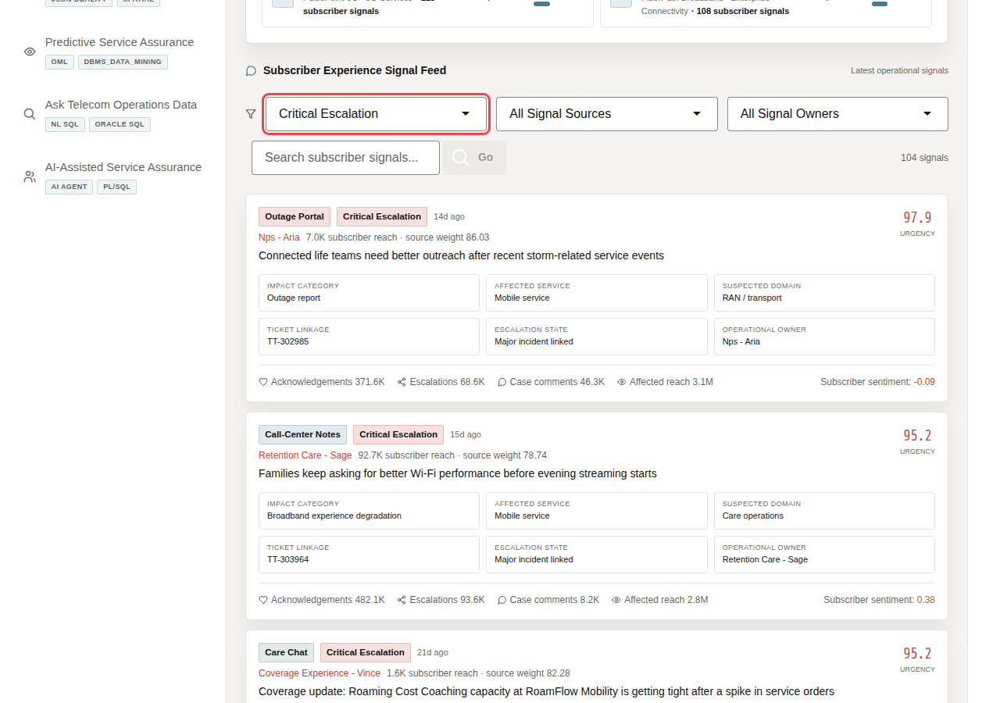 subscriber signals
Connectivity · 108 subscriber signals
Predictive Service Assurance
OML DBMS_DATA_MINING
Ask Telecom Operations Data
NL SQL ORACLE SQL
AI-Assisted Service Assurance
AI AGENT PL/SQL
Subscriber Experience Signal Feed
Latest operational signals
Critical Escalation
All Signal Sources
All Signal Owners
Search subscriber signals...
Go
104 signals
Outage Portal Critical Escalation 14d ago
97.9
URGENCY
Nps - Aria 7.0K subscriber reach · source weight 86.03
Connected life teams need better outreach after recent storm-related service events
IMPACT CATEGORY
Outage report
AFFECTED SERVICE
Mobile service
SUSPECTED DOMAIN
RAN / transport
TICKET LINKAGE
TT-302985
ESCALATION STATE
Major incident linked
OPERATIONAL OWNER
Nps - Aria
Acknowledgements 371.6K Escalations 68.6K Case comments 46.3K Affected reach 3.1M
Subscriber sentiment: -0.09
Call-Center Notes Critical Escalation 15d ago
95.2
URGENCY
Retention Care - Sage 92.7K subscriber reach · source weight 78.74
Families keep asking for better Wi-Fi performance before evening streaming starts
IMPACT CATEGORY
Broadband experience degradation
AFFECTED SERVICE
Mobile service
SUSPECTED DOMAIN
Care operations
TICKET LINKAGE
TT-303964
ESCALATION STATE
Major incident linked
OPERATIONAL OWNER
Retention Care - Sage
Acknowledgements 482.1K Escalations 93.6K Case comments 8.2K Affected reach 2.8M
Subscriber sentiment: 0.38
Care Chat Critical Escalation 21d ago
95.2
URGENCY
Coverage Experience - Vince 1.6K subscriber reach · source weight 82.28
Coverage update: Roaming Cost Coaching capacity at RoamFlow Mobility is getting tight after a spike in service orders